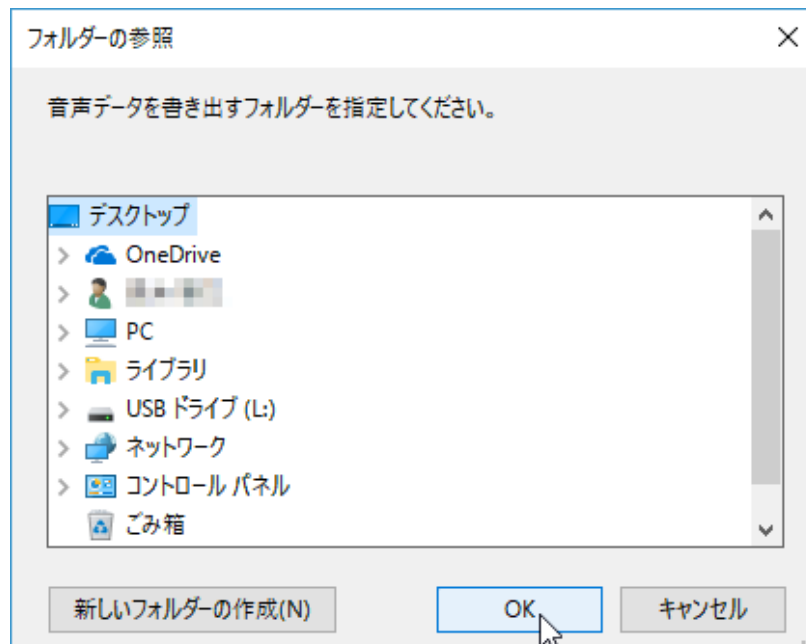 フォルダーの参照
音声データを書き出すフォルダーを指定してください。
デスクトップ
OneDrive
PC
ライブラリ
USB ドライブ (L:)
ネットワーク
コントロール パネル
ごみ箱
新しいフォルダーの作成(N)
OK
キャンセル